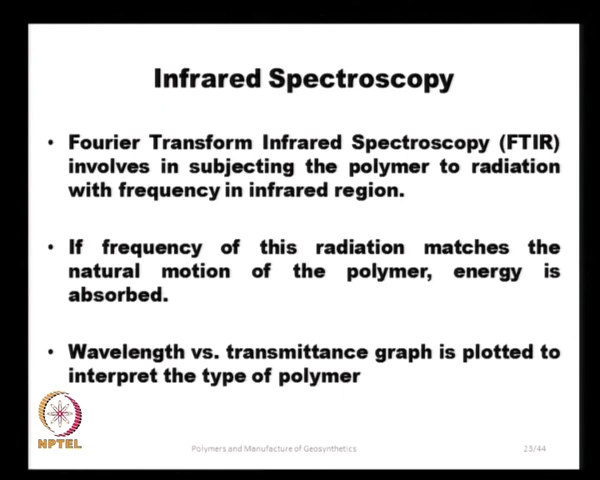 Infrared Spectroscopy
• Fourier Transform Infrared Spectroscopy (FTIR)
involves in subjecting the polymer to radiation
with frequency in infrared region.
• If frequency of this radiation matches the
natural motion of the polymer, energy is
absorbed.
• Wavelength vs. transmittance graph is plotted to
interpret the type of polymer
NPTEL
Polymers and Manufacture of Geosynthetics
23/44